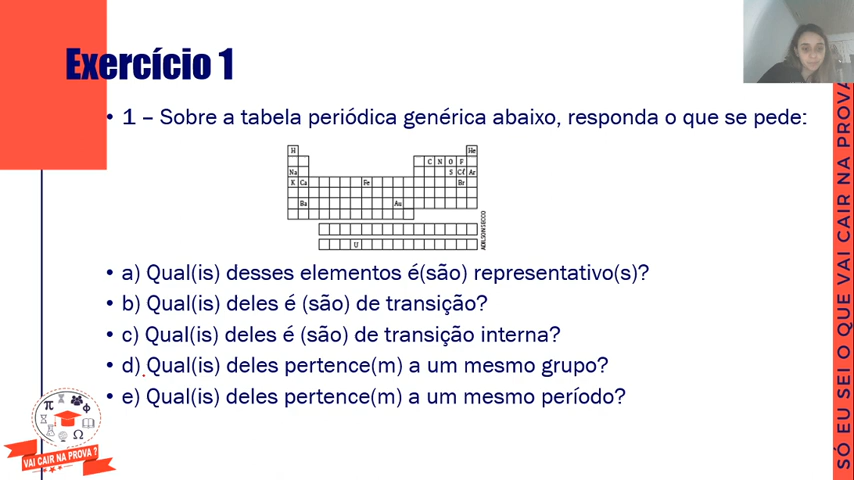 Exercício 1
• 1 – Sobre a tabela periódica genérica abaixo, responda o que se pede:
H He
C N O F
Na S Cℓ Ar
K Ca Fe Br
Ba Au
U
ADILSON SECCO
• a) Qual(is) desses elementos é(são) representativo(s)?
• b) Qual(is) deles é (são) de transição?
• c) Qual(is) deles é (são) de transição interna?
• d) Qual(is) deles pertence(m) a um mesmo grupo?
• e) Qual(is) deles pertence(m) a um mesmo período?
π Φ
Ω
VAI CAIR NA PROVA ?
SÓ EU SEI O QUE VAI CAIR NA PROVA